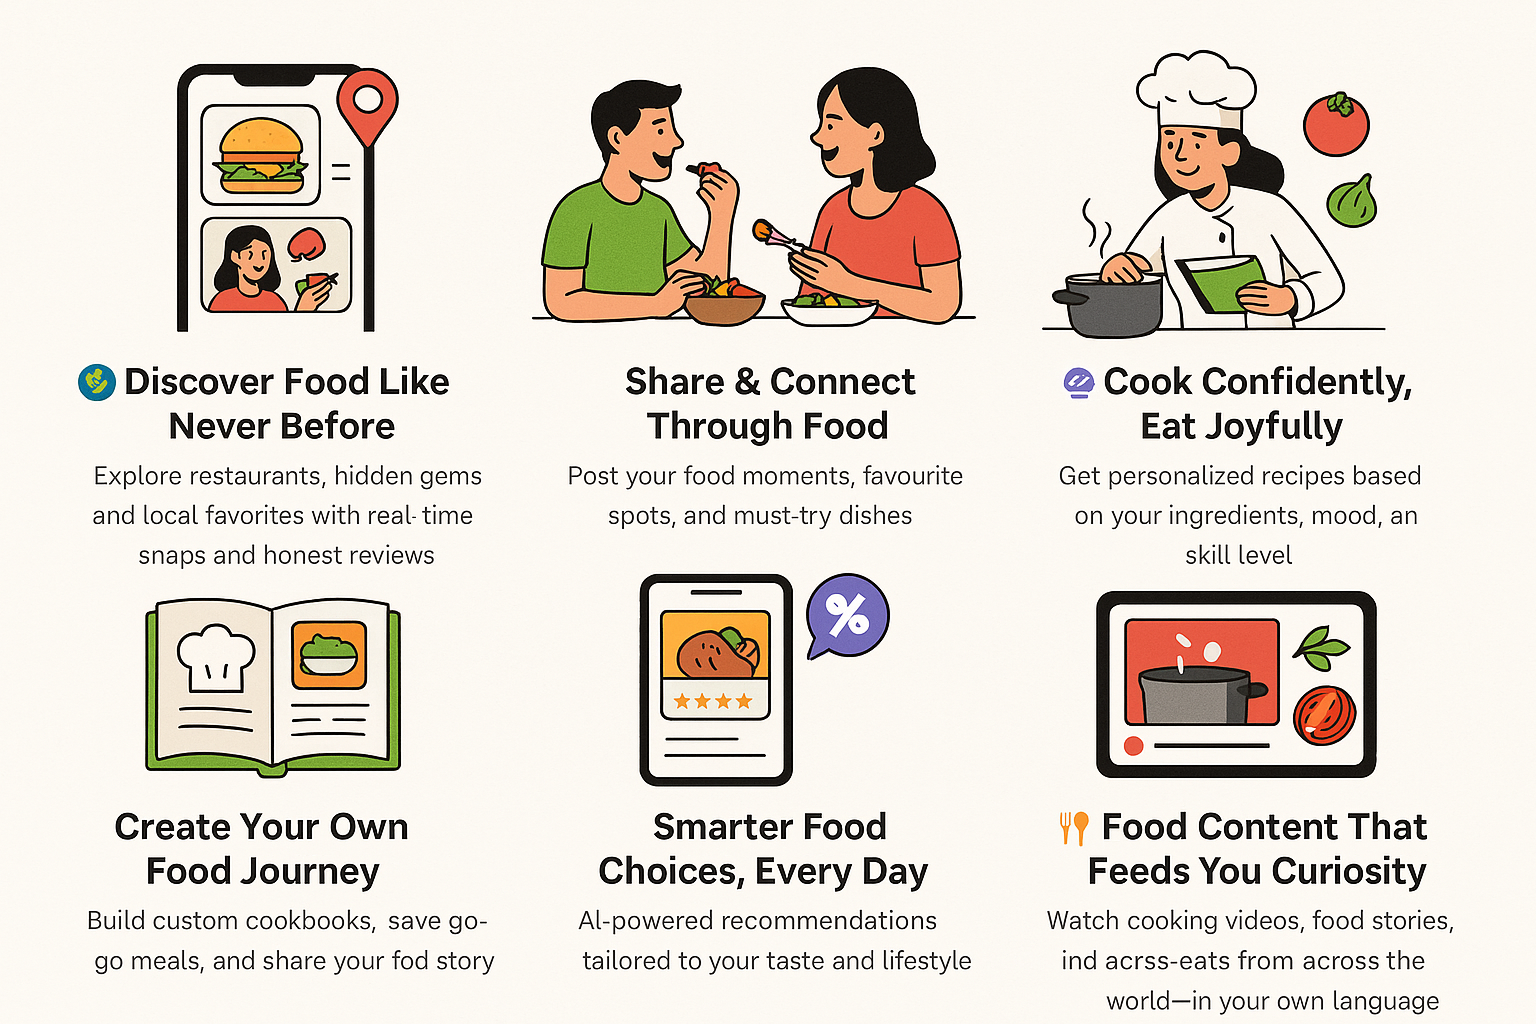 Discover Food Like
Never Before
Explore restaurants, hidden gems
and local favorites with real-time
snaps and honest reviews
Share & Connect
Through Food
Post your food moments, favourite
spots, and must-try dishes
Cook Confidently,
Eat Joyfully
Get personalized recipes based
on your ingredients, mood, an
skill level
%
Create Your Own
Food Journey
Build custom cookbooks, save go-
go meals, and share your fod story
Smarter Food
Choices, Every Day
AI-powered recommendations
tailored to your taste and lifestyle
Food Content That
Feeds You Curiosity
Watch cooking videos, food stories,
ind acrss-eats from across the
world—in your own language